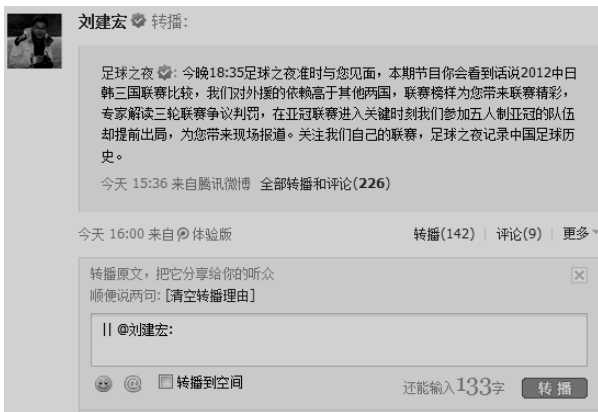 刘建宏 转播:
足球之夜 : 今晚18:35足球之夜准时与您见面，本期节目你会看到话说2012中日
韩三国联赛比较，我们对外援的依赖高于其他两国，联赛榜样为您带来联赛精彩，
专家解读三轮联赛争议判罚，在亚冠联赛进入关键时刻我们参加五人制亚冠的队伍
却提前出局，为您带来现场报道。关注我们自己的联赛，足球之夜记录中国足球历
史。
今天 15:36 来自腾讯微博 全部转播和评论(226)
今天 16:00 来自 体验版 转播(142) | 评论(9) | 更多
转播原文，把它分享给你的听众
顺便说两句: [清空转播理由]
|| @刘建宏:
@ 转播到空间 还能输入133字 转播